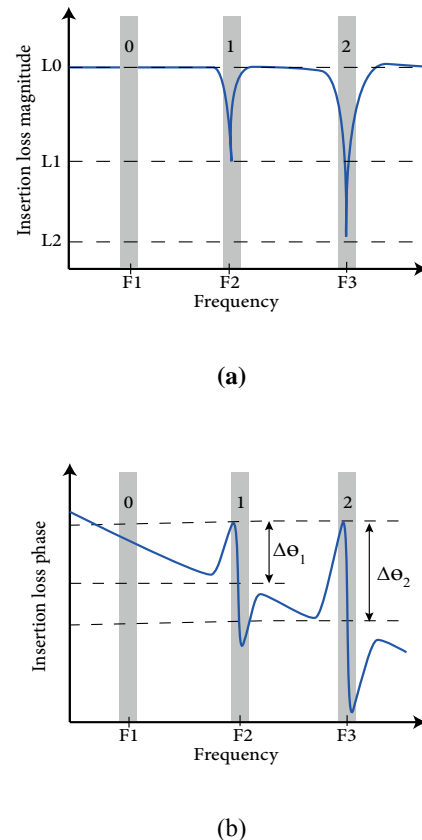 0 1 2
L0
L1
L2
Insertion loss magnitude
F1 F2 F3
Frequency
(a)
0 1 2
ΔΘ1
ΔΘ2
Insertion loss phase
F1 F2 F3
Frequency
(b)